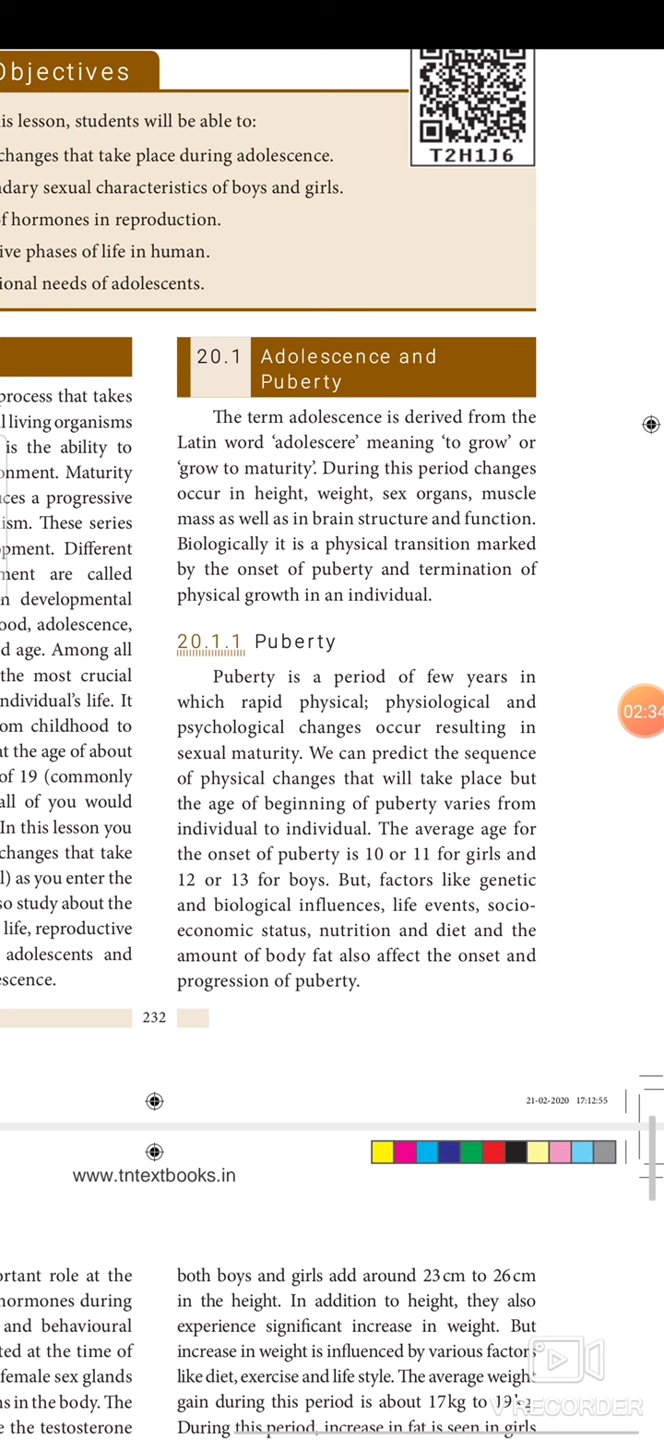 Objectives
is lesson, students will be able to:
changes that take place during adolescence.
dary sexual characteristics of boys and girls.
of hormones in reproduction.
ive phases of life in human.
ional needs of adolescents.
T2H1J6
process that takes
l living organisms
is the ability to
onment. Maturity
ces a progressive
ism. These series
opment. Different
ment are called
n developmental
ood, adolescence,
d age. Among all
the most crucial
ndividual's life. It
om childhood to
at the age of about
of 19 (commonly
all of you would
In this lesson you
changes that take
l) as you enter the
so study about the
life, reproductive
adolescents and
escence.
20.1 Adolescence and
Puberty
The term adolescence is derived from the
Latin word ‘adolescere’ meaning ‘to grow’ or
‘grow to maturity’. During this period changes
occur in height, weight, sex organs, muscle
mass as well as in brain structure and function.
Biologically it is a physical transition marked
by the onset of puberty and termination of
physical growth in an individual.
20.1.1 Puberty
Puberty is a period of few years in
which rapid physical; physiological and
psychological changes occur resulting in
sexual maturity. We can predict the sequence
of physical changes that will take place but
the age of beginning of puberty varies from
individual to individual. The average age for
the onset of puberty is 10 or 11 for girls and
12 or 13 for boys. But, factors like genetic
and biological influences, life events, socio-
economic status, nutrition and diet and the
amount of body fat also affect the onset and
progression of puberty.
02:34
232
21-02-2020 17:12:55
www.tntextbooks.in
ortant role at the
hormones during
and behavioural
ted at the time of
female sex glands
ns in the body. The
e the testosterone
both boys and girls add around 23 cm to 26 cm
in the height. In addition to height, they also
experience significant increase in weight. But
increase in weight is influenced by various factors
like diet, exercise and life style. The average weight
gain during this period is about 17 kg to 19 kg.
During this period, increase in fat is seen in girls
V RECORDER